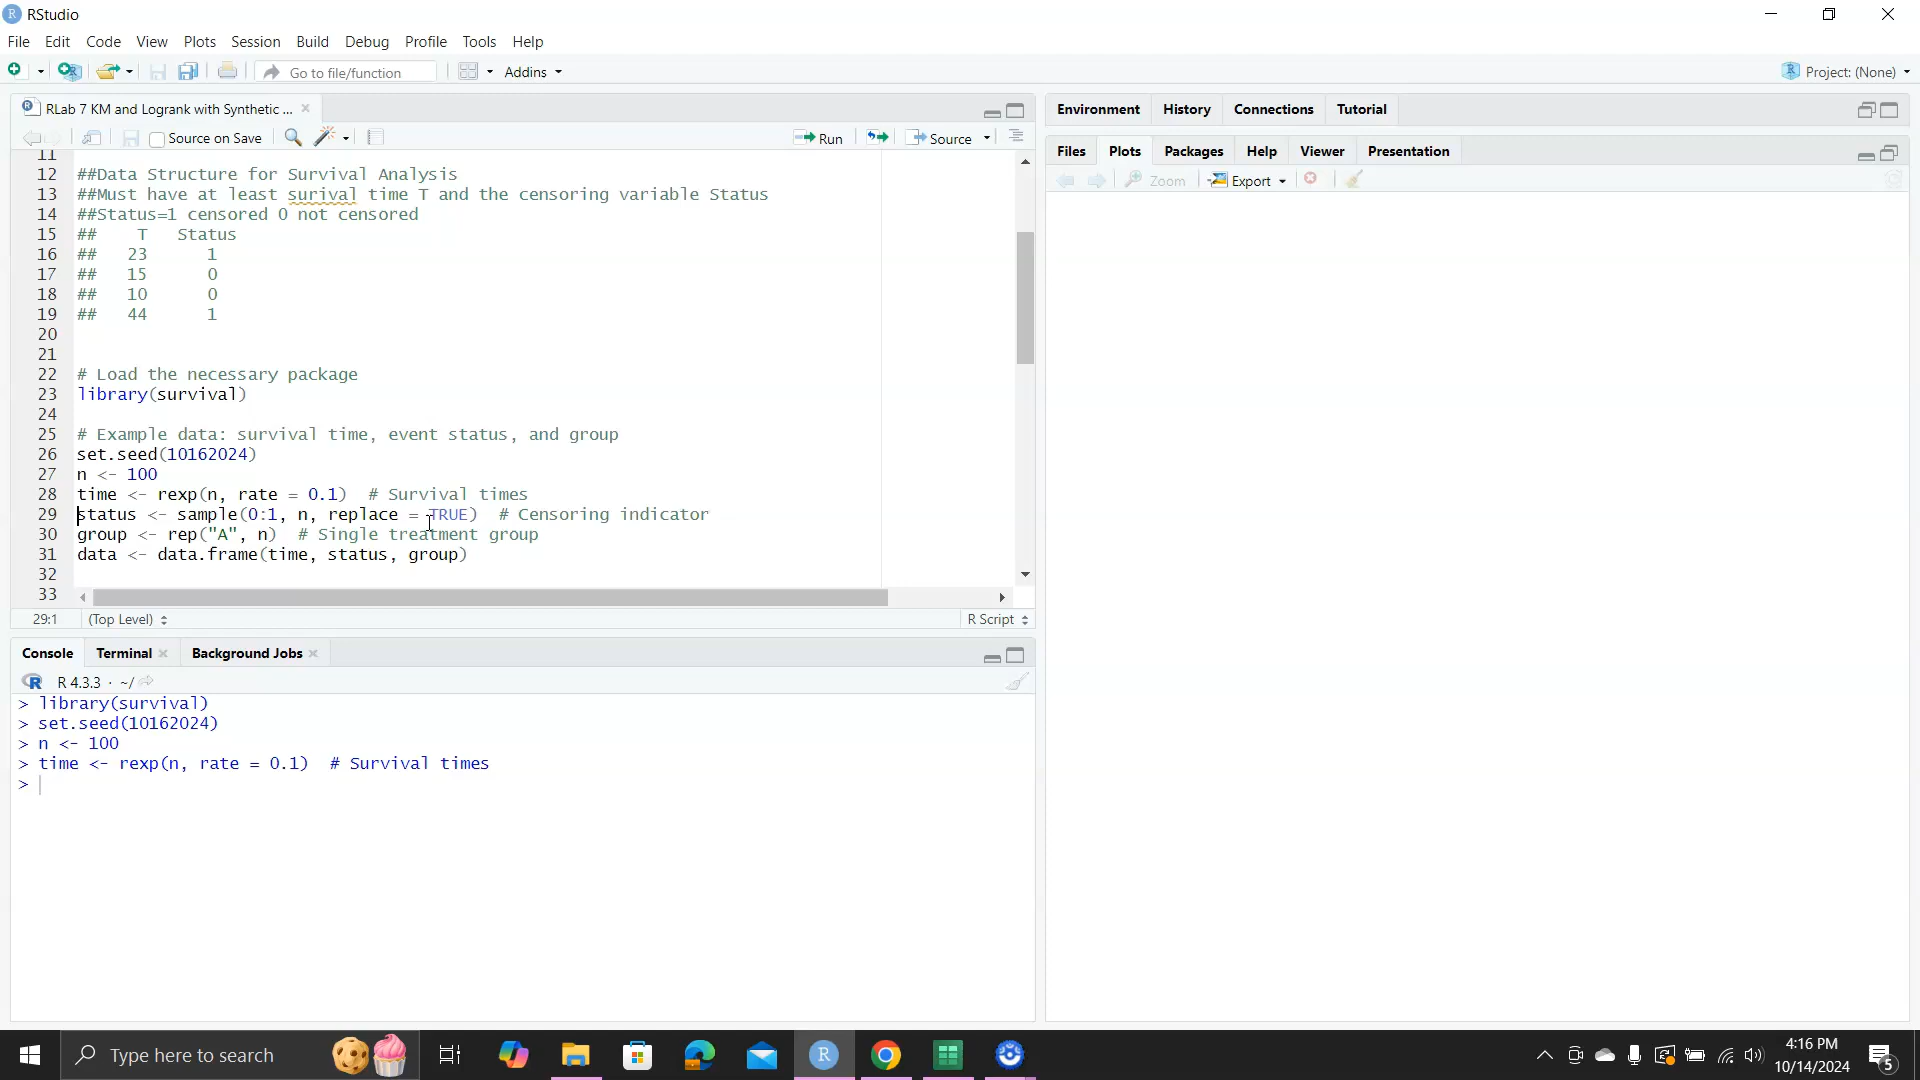 RStudio
File Edit Code View Plots Session Build Debug Profile Tools Help
Go to file/function Addins Project: (None)
RLab 7 KM and Logrank with Synthetic ...
Source on Save Run Source
11
12 ##Data Structure for Survival Analysis
13 ##Must have at least surival time T and the censoring variable Status
14 ##Status=1 censored 0 not censored
15 ## T Status
16 ## 23 1
17 ## 15 0
18 ## 10 0
19 ## 44 1
20
21
22 # Load the necessary package
23 library(survival)
24
25 # Example data: survival time, event status, and group
26 set.seed(10162024)
27 n <- 100
28 time <- rexp(n, rate = 0.1) # Survival times
29 status <- sample(0:1, n, replace = TRUE) # Censoring indicator
30 group <- rep("A", n) # Single treatment group
31 data <- data.frame(time, status, group)
32
33
29:1 (Top Level) R Script
Console Terminal Background Jobs
R 4.3.3 · ~/
> library(survival)
> set.seed(10162024)
> n <- 100
> time <- rexp(n, rate = 0.1) # Survival times
>
Environment History Connections Tutorial
Files Plots Packages Help Viewer Presentation
Zoom Export
Type here to search
4:16 PM
10/14/2024
5